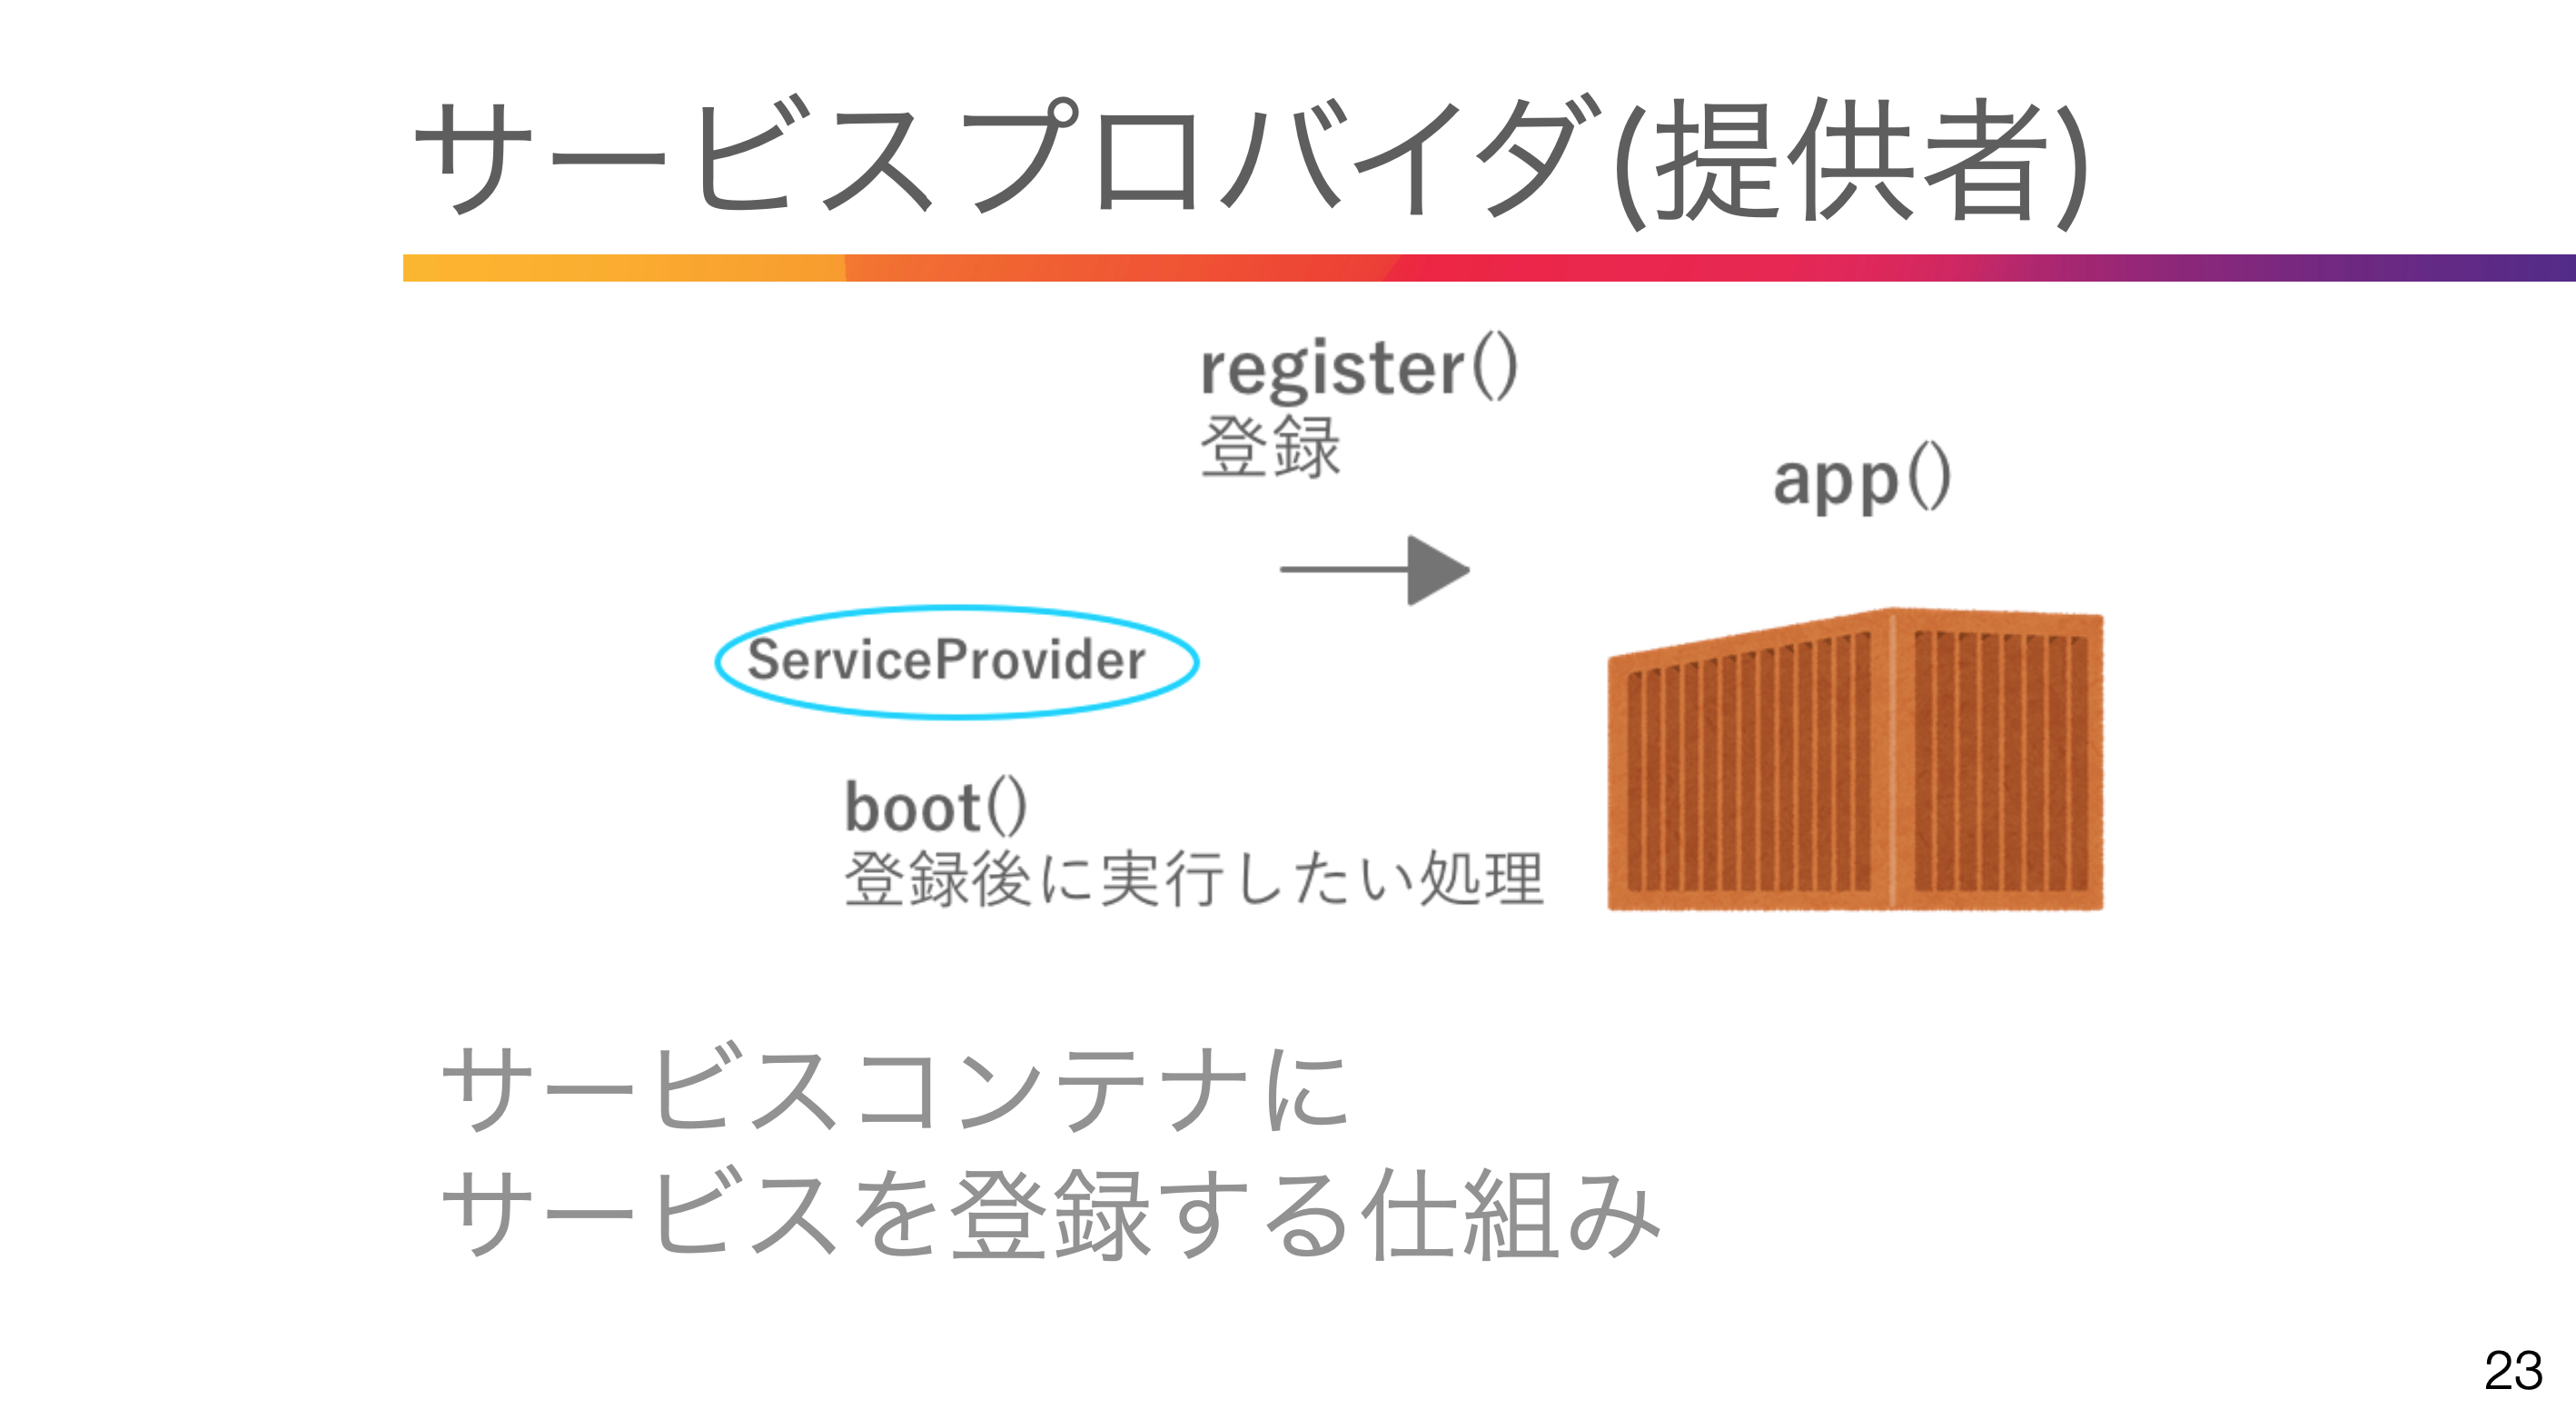 サービスプロバイダ(提供者)
register()
登録
app()
ServiceProvider
boot()
登録後に実行したい処理
サービスコンテナに
サービスを登録する仕組み
23